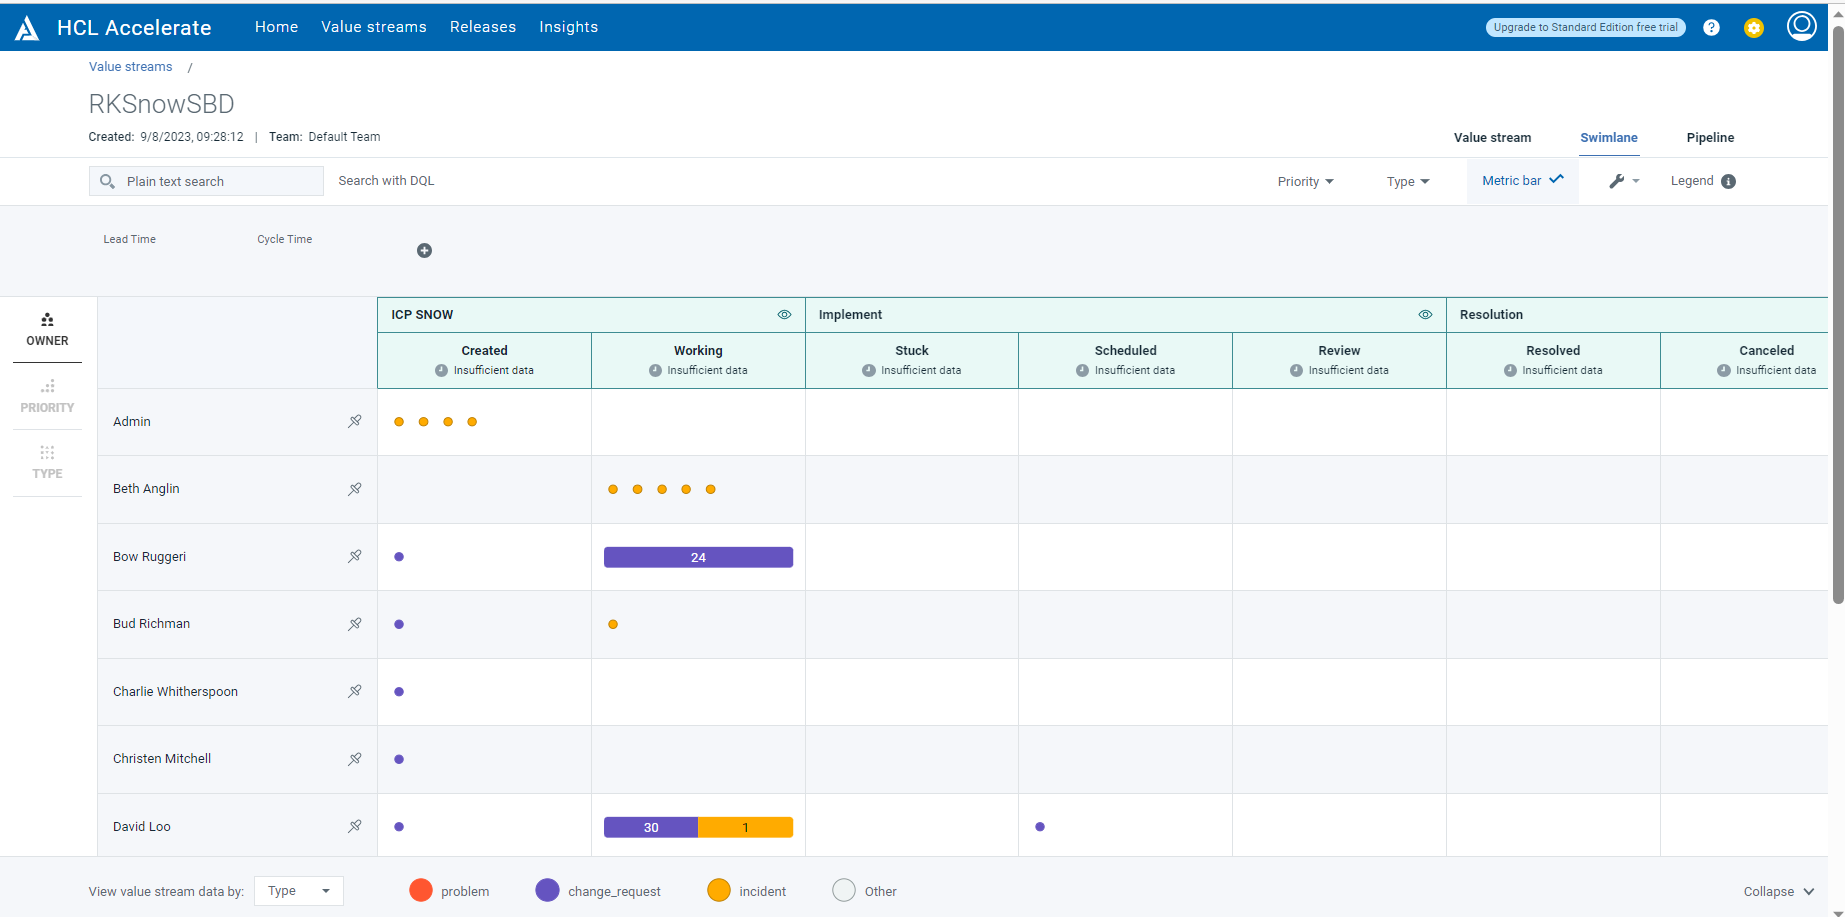 HCL Accelerate Home Value streams Releases Insights Upgrade to Standard Edition free trial ?
Value streams /
RKSnowSBD
Created: 9/8/2023, 09:28:12 | Team: Default Team
Value stream Swimlane Pipeline
Plain text search Search with DQL Priority Type Metric bar Legend i
Lead Time Cycle Time
OWNER
PRIORITY
TYPE
ICP SNOW Implement Resolution
Created Working Stuck Scheduled Review Resolved Canceled
Insufficient data Insufficient data Insufficient data Insufficient data Insufficient data Insufficient data Insufficient data
Admin
Beth Anglin
Bow Ruggeri 24
Bud Richman
Charlie Whitherspoon
Christen Mitchell
David Loo 30 1
View value stream data by: Type problem change_request incident Other Collapse